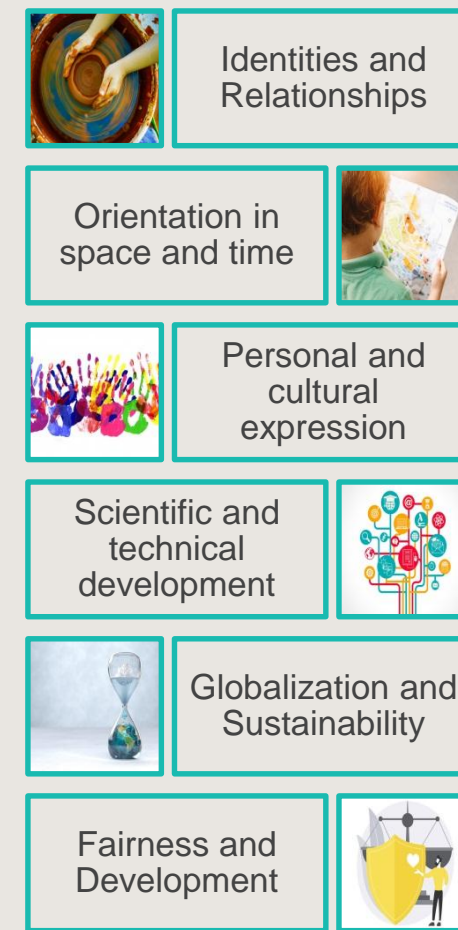 Identities and
Relationships
Orientation in
space and time
Personal and
cultural
expression
Scientific and
technical
development
Globalization and
Sustainability
Fairness and
Development